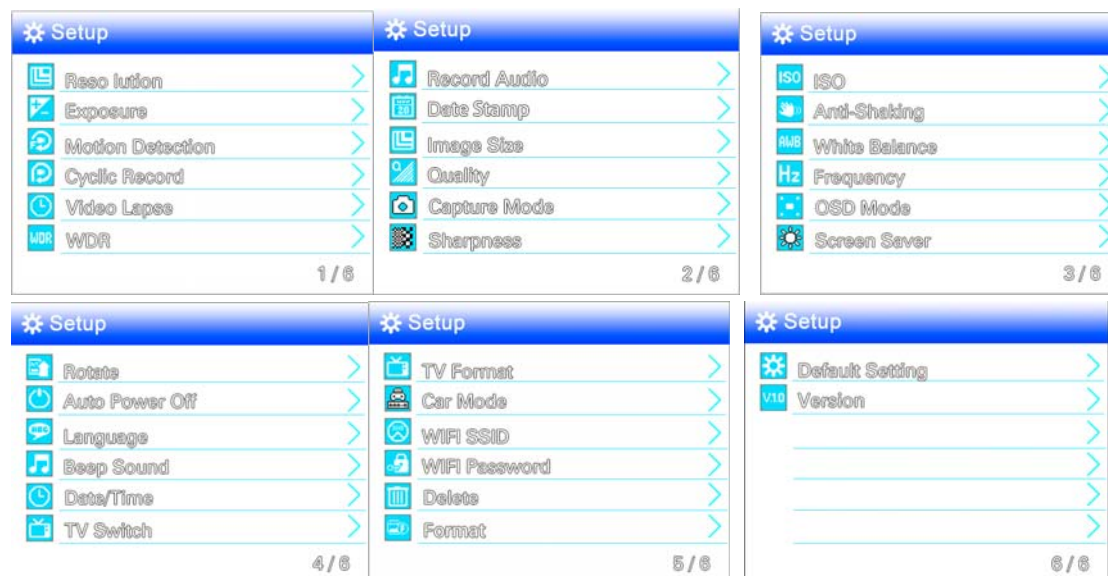 Setup
Reso lution
Exposure
Motion Detection
Cyclic Record
Video Lapse
WDR WDR
1/6
Setup
Record Audio
Date Stamp
Image Size
Quality
Capture Mode
Sharpness
2/6
Setup
ISO ISO
Anti-Shaking
AWB White Balance
Hz Frequency
OSD Mode
Screen Saver
3/6
Setup
Rotate
Auto Power Off
ABC Language
Beep Sound
Date/Time
TV Switch
4/6
Setup
TV Format
Car Mode
WIFI SSID
WIFI Password
Delete
Format
5/6
Setup
Default Setting
V1.0 Version
6/6